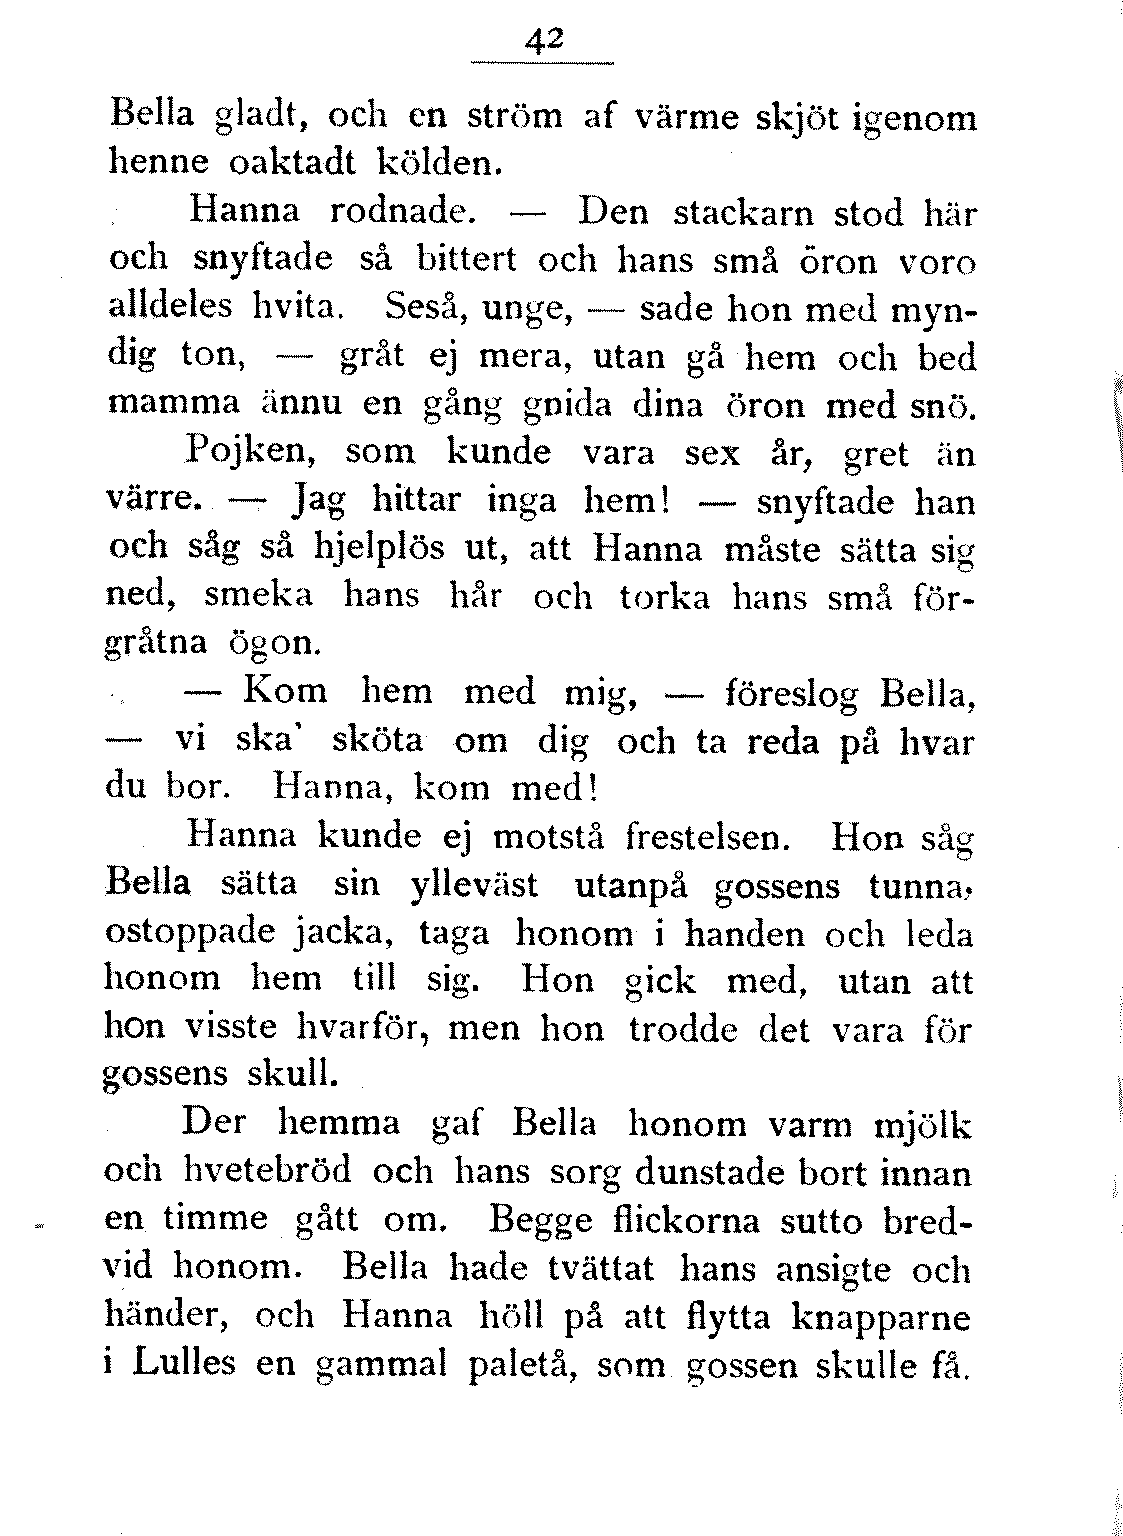 42
Bella gladt, och en ström af värme skjöt igenom
henne oaktadt kölden.
Hanna rodnade. — Den stackarn stod här
och snyftade så bittert och hans små öron voro
alldeles hvita. Seså, unge, — sade hon med myn-
dig ton, — gråt ej mera, utan gå hem och bed
mamma ännu en gång gnida dina öron med snö.
Pojken, som kunde vara sex år, gret än
värre. — Jag hittar inga hem! — snyftade han
och såg så hjelplös ut, att Hanna måste sätta sig
ned, smeka hans hår och torka hans små för-
gråtna ögon.
— Kom hem med mig, — föreslog Bella,
— vi ska' sköta om dig och ta reda på hvar
du bor. Hanna, kom med!
Hanna kunde ej motstå frestelsen. Hon såg
Bella sätta sin ylleväst utanpå gossens tunna,
ostoppade jacka, taga honom i handen och leda
honom hem till sig. Hon gick med, utan att
hon visste hvarför, men hon trodde det vara för
gossens skull.
Der hemma gaf Bella honom varm mjölk
och hvetebröd och hans sorg dunstade bort innan
en timme gått om. Begge flickorna sutto bred-
vid honom. Bella hade tvättat hans ansigte och
händer, och Hanna höll på att flytta knapparne
i Lulles en gammal paletå, som gossen skulle få.